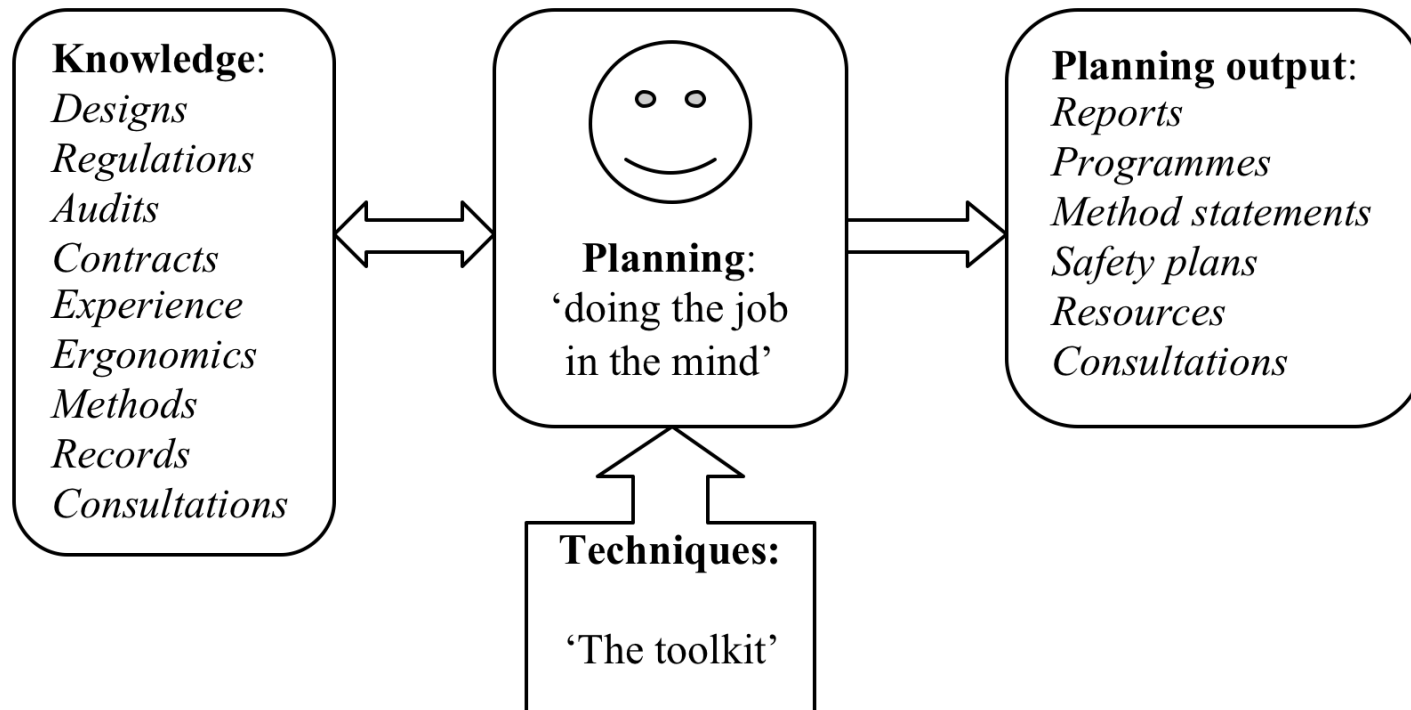 Knowledge:
Designs
Regulations
Audits
Contracts
Experience
Ergonomics
Methods
Records
Consultations
Planning:
‘doing the job
in the mind’
Techniques:
‘The toolkit’
Planning output:
Reports
Programmes
Method statements
Safety plans
Resources
Consultations